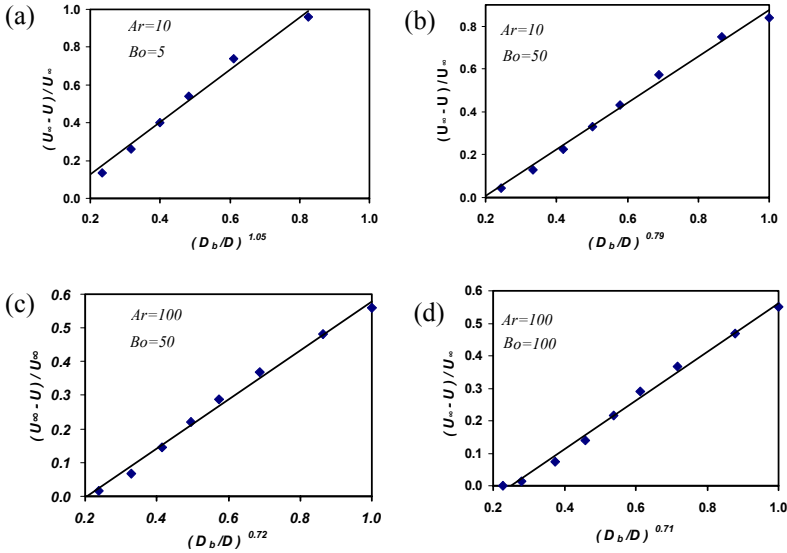 (a)
Ar=10
Bo=5
(U∞ - U) / U∞
1.0
0.8
0.6
0.4
0.2
0.0
0.2 0.4 0.6 0.8 1.0
(D b /D) 1.05
(b)
Ar=10
Bo=50
(U∞ - U) / U∞
0.8
0.6
0.4
0.2
0.0
0.2 0.4 0.6 0.8 1.0
(D b /D) 0.79
(c)
Ar=100
Bo=50
(U∞ - U) / U∞
0.6
0.5
0.4
0.3
0.2
0.1
0.0
0.2 0.4 0.6 0.8 1.0
(D b /D) 0.72
(d)
Ar=100
Bo=100
(U∞ - U) / U∞
0.6
0.5
0.4
0.3
0.2
0.1
0.0
0.2 0.4 0.6 0.8 1.0
(D b /D) 0.71